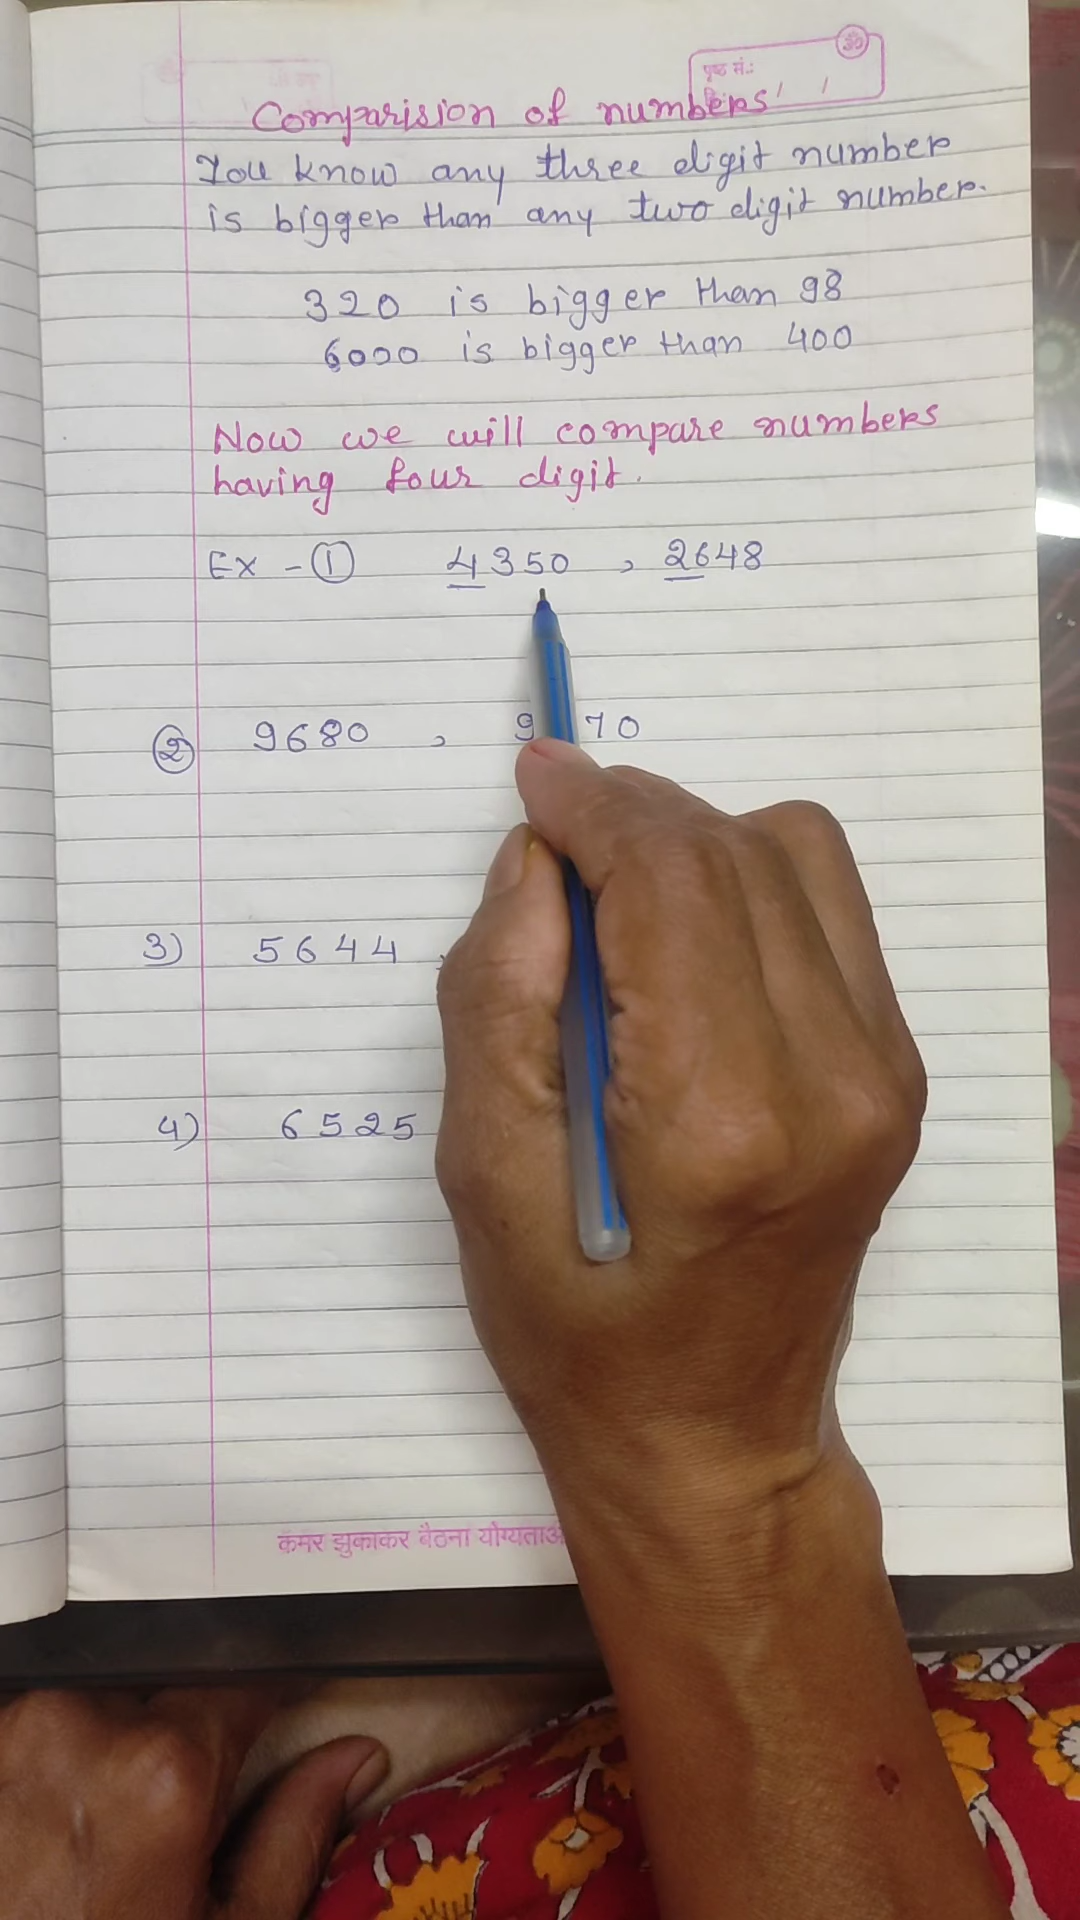 पृष्ठ सं.:
Comparision of numbers
You know any three digit number
is bigger than any two digit number.
320 is bigger than 98
6000 is bigger than 400
Now we will compare numbers
having four digit.
Ex - ① 4350 , 2648
② 9680 , 9 70
3) 5644 ,
4) 6525
कमर झुकाकर बैठना